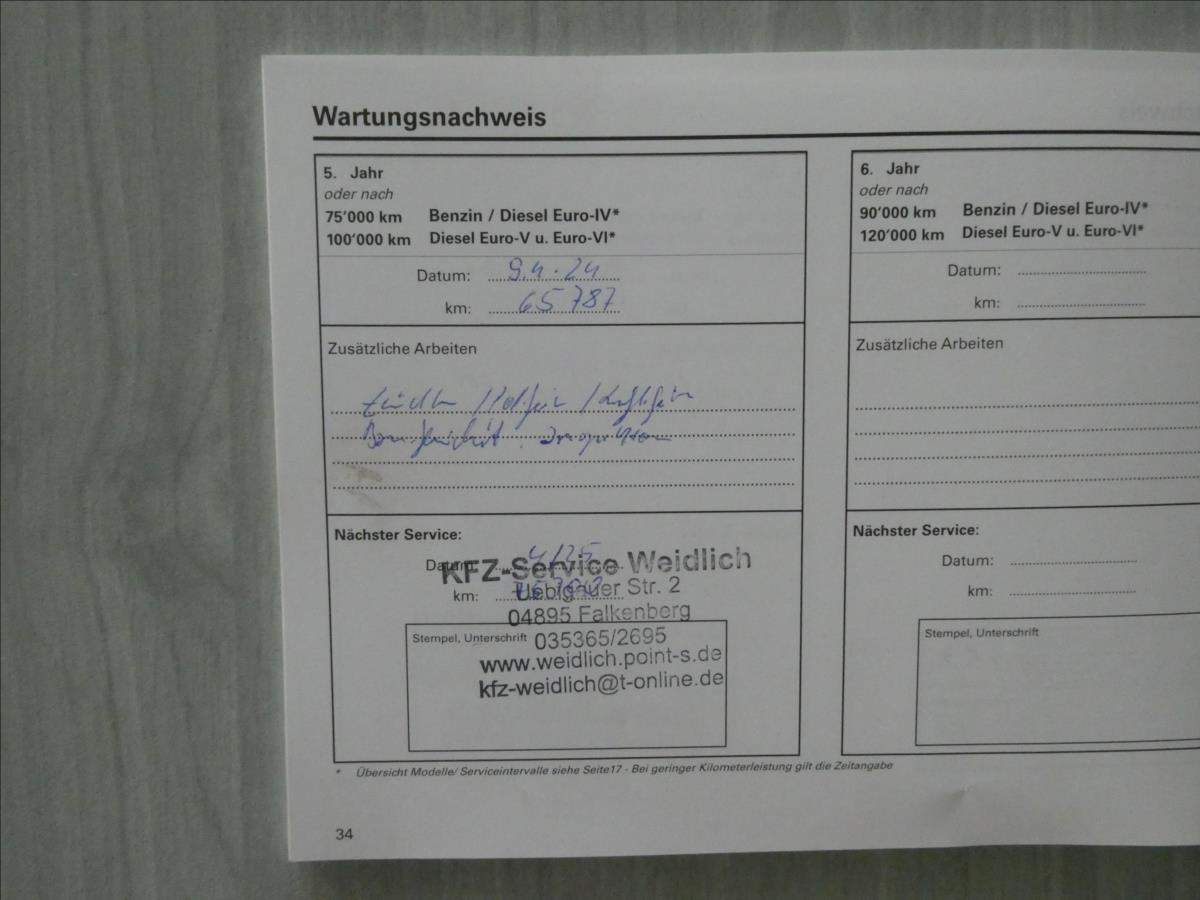 Wartungsnachweis
5. Jahr
oder nach
75'000 km Benzin / Diesel Euro-IV*
100'000 km Diesel Euro-V u. Euro-VI*
Datum: 9.4.24
km: 65 787
Zusätzliche Arbeiten
Nächster Service:
Datum: 4/25
km:
KFZ-Service Weidlich
Uebigauer Str. 2
04895 Falkenberg
Stempel, Unterschrift
035365/2695
www.weidlich.point-s.de
kfz-weidlich@t-online.de
6. Jahr
oder nach
90'000 km Benzin / Diesel Euro-IV*
120'000 km Diesel Euro-V u. Euro-VI*
Datum:
km:
Zusätzliche Arbeiten
Nächster Service:
Datum:
km:
Stempel, Unterschrift
* Übersicht Modelle/ Serviceintervalle siehe Seite17 - Bei geringer Kilometerleistung gilt die Zeitangabe
34